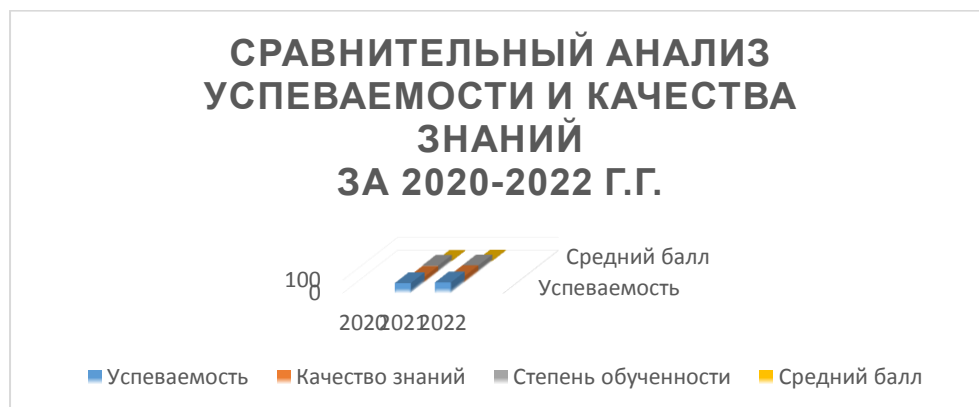 СРАВНИТЕЛЬНЫЙ АНАЛИЗ
УСПЕВАЕМОСТИ И КАЧЕСТВА
ЗНАНИЙ
ЗА 2020-2022 Г.Г.
100
0
Средний балл
Успеваемость
2020 2021 2022
Успеваемость Качество знаний Степень обученности Средний балл